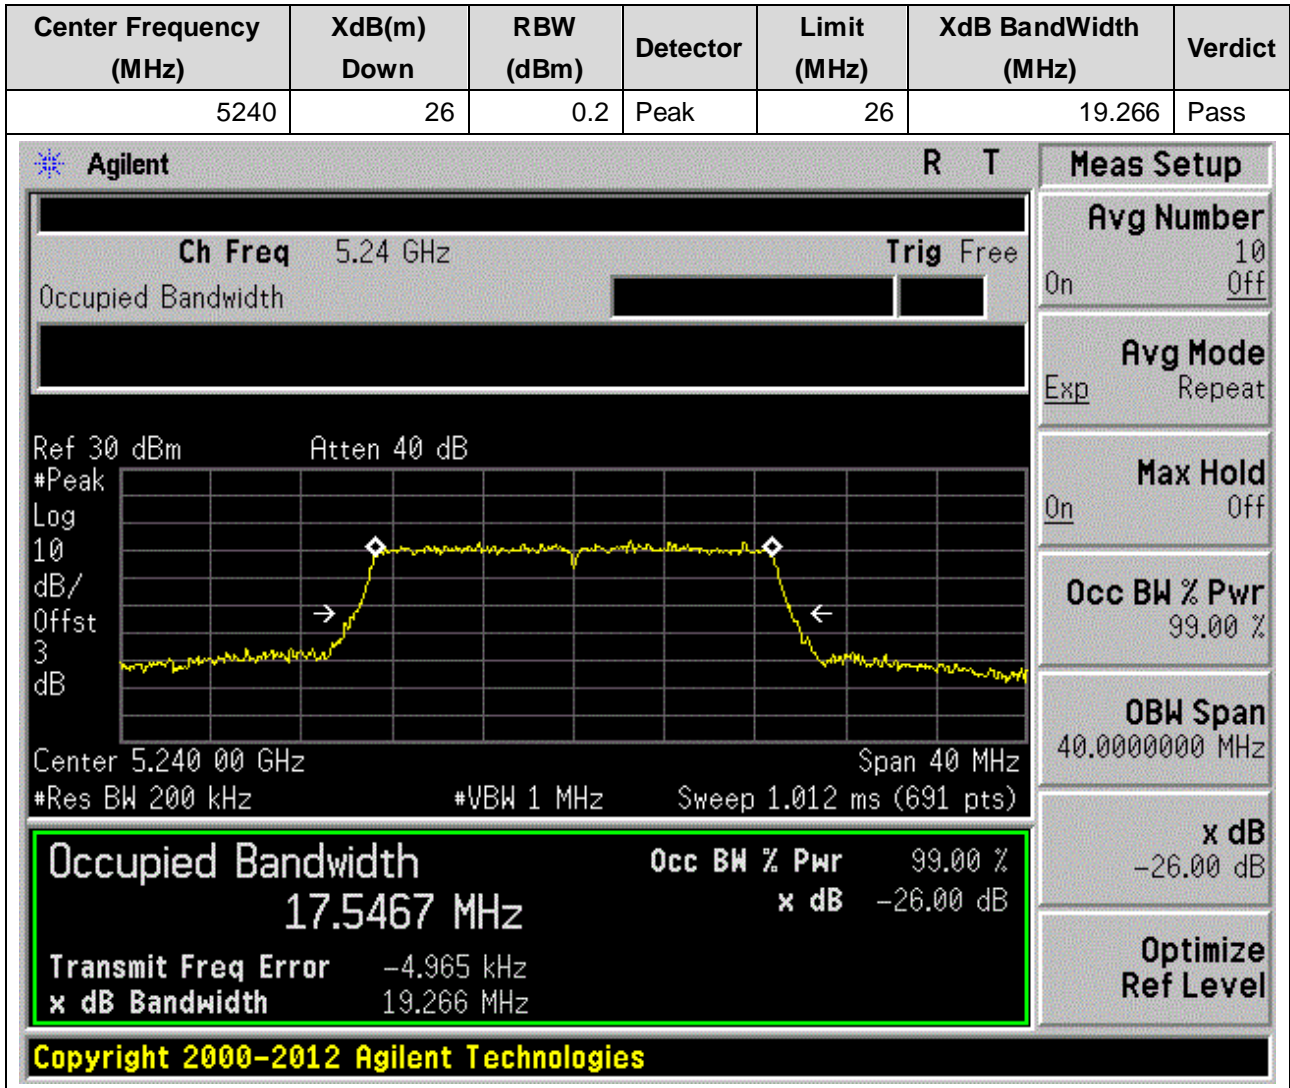 Center Frequency (MHz) XdB(m) Down RBW (dBm) Detector Limit (MHz) XdB BandWidth (MHz) Verdict
5240 26 0.2 Peak 26 19.266 Pass
Agilent R T
Ch Freq 5.24 GHz Trig Free
Occupied Bandwidth
Ref 30 dBm Atten 40 dB
#Peak
Log
10
dB/
Offst
3
dB
Center 5.240 00 GHz Span 40 MHz
#Res BW 200 kHz #VBW 1 MHz Sweep 1.012 ms (691 pts)
Occupied Bandwidth
17.5467 MHz
Occ BW % Pwr 99.00 %
x dB -26.00 dB
Transmit Freq Error -4.965 kHz
x dB Bandwidth 19.266 MHz
Copyright 2000-2012 Agilent Technologies
Meas Setup
Avg Number
10
On Off
Avg Mode
Exp Repeat
Max Hold
On Off
Occ BW % Pwr
99.00 %
OBW Span
40.0000000 MHz
x dB
-26.00 dB
Optimize
Ref Level